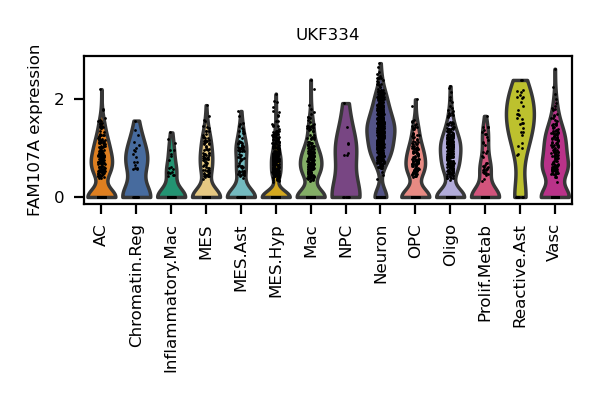 UKF334
FAM107A expression
2
0
AC
Chromatin.Reg
Inflammatory.Mac
MES
MES.Ast
MES.Hyp
Mac
NPC
Neuron
OPC
Oligo
Prolif.Metab
Reactive.Ast
Vasc